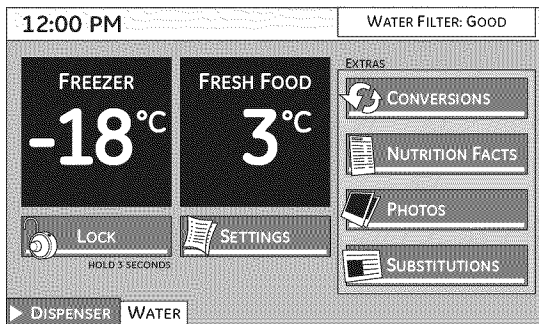 12:00 PM
WATER FILTER: GOOD
FREEZER
-18°C
FRESH FOOD
3°C
LOCK
HOLD 3 SECONDS
SETTINGS
EXTRAS
CONVERSIONS
NUTRITION FACTS
PHOTOS
SUBSTITUTIONS
DISPENSER
WATER